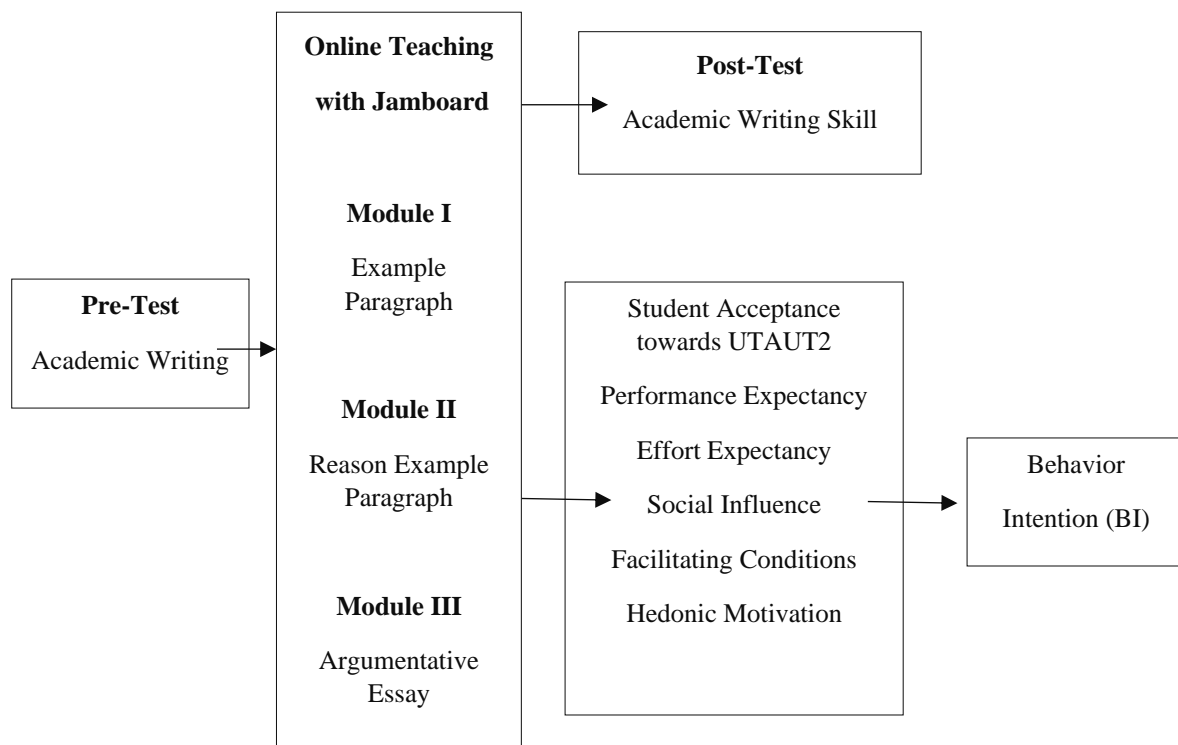 Pre-Test
Academic Writing
Online Teaching
with Jamboard
Module I
Example
Paragraph
Module II
Reason Example
Paragraph
Module III
Argumentative
Essay
Post-Test
Academic Writing Skill
Student Acceptance
towards UTAUT2
Performance Expectancy
Effort Expectancy
Social Influence
Facilitating Conditions
Hedonic Motivation
Behavior
Intention (BI)